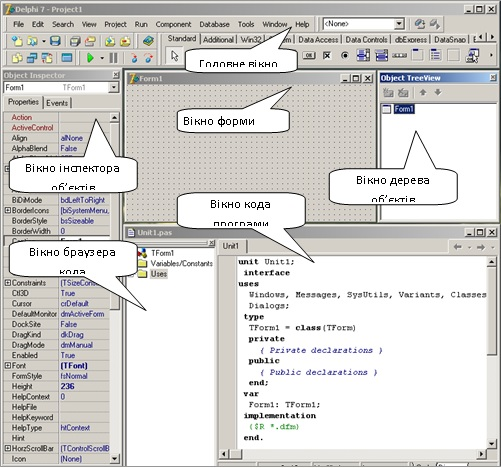 Delphi 7 - Project1
File Edit Search View Project Run Component Database Tools Window Help
<None>
Standard Additional Win32 Data Access Data Controls dbExpress DataSnap
Головне вікно
Object Inspector
Form1 TForm1
Properties Events
Action
ActiveControl
Align alNone
AlphaBlend False
Вікно інспектора
об'єктів
BiDiMode bdLeftToRight
BorderIcons [biSystemMenu,
BorderStyle bsSizeable
BorderWidth 0
Вікно браузера
кода
Constraints (TSizeConst
Ctl3D True
Cursor crDefault
DefaultMonitor dmActiveForm
DockSite False
DragKind dkDrag
DragMode dmManual
Enabled True
Font (TFont)
FormStyle fsNormal
Height 236
HelpContext 0
HelpFile
HelpKeyword
HelpType htContext
Hint
HorzScrollBar (TControlScrollB
Icon (None)
Form1
Вікно форми
Object TreeView
Form1
Вікно дерева
об'єктів
Вікно кода
програми
Unit1.pas
TForm1
Variables/Constants
Uses
Unit1
unit Unit1;
interface
uses
Windows, Messages, SysUtils, Variants, Classes
Dialogs;
type
TForm1 = class(TForm)
private
{ Private declarations }
public
{ Public declarations }
end;
var
Form1: TForm1;
implementation
{$R *.dfm}
end.